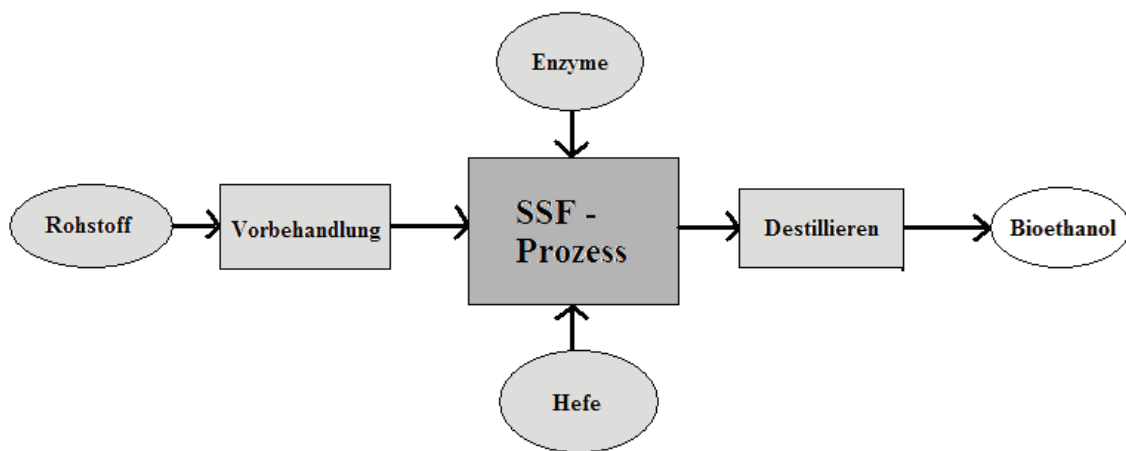 Enzyme
Rohstoff
Vorbehandlung
SSF -
Prozess
Destillieren
Bioethanol
Hefe